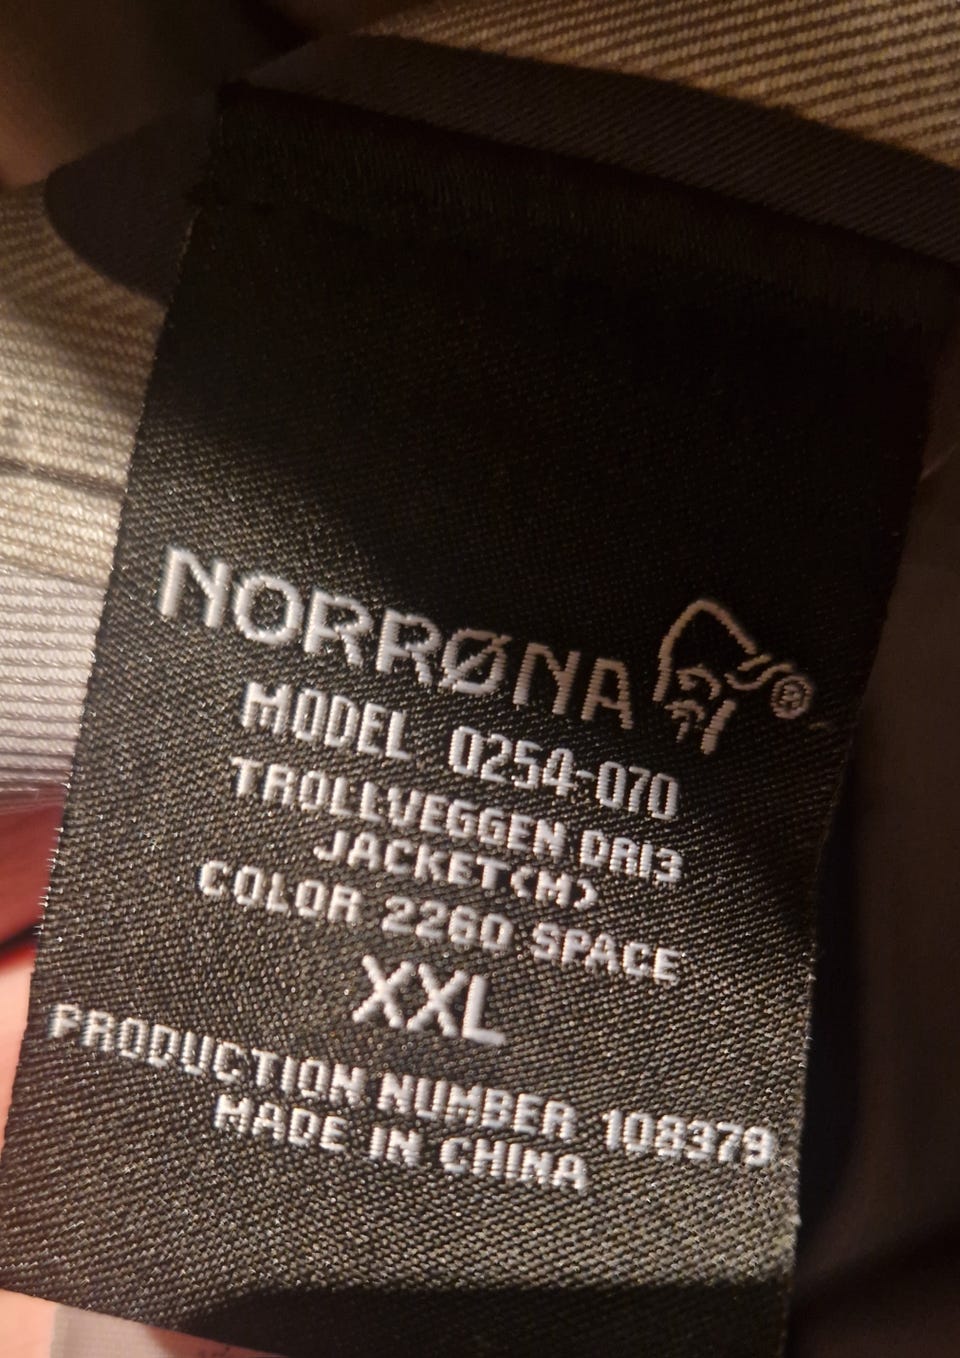 NORRØNA ®
MODEL 0254-070
TROLLVEGGEN DRI3
JACKET(M)
COLOR 2260 SPACE
XXL
PRODUCTION NUMBER 108379
MADE IN CHINA